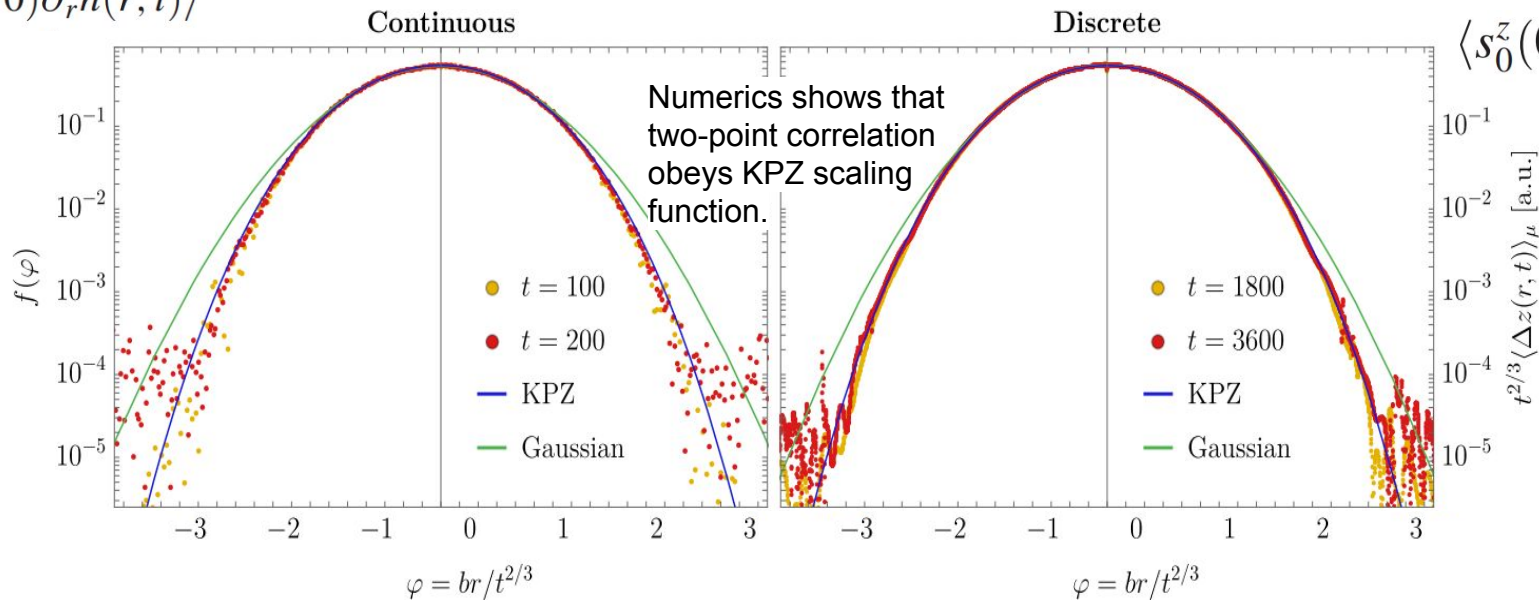 0)∂_r h(r, t)⟩
Continuous
Discrete
⟨s_0^z(
Numerics shows that
two-point correlation
obeys KPZ scaling
function.
f(φ)
10^{-1}
10^{-2}
10^{-3}
10^{-4}
10^{-5}
t = 100
t = 200
KPZ
Gaussian
−3 −2 −1 0 1 2 3
φ = br/t^{2/3}
t = 1800
t = 3600
KPZ
Gaussian
−3 −2 −1 0 1 2 3
φ = br/t^{2/3}
10^{-1}
10^{-2}
10^{-3}
10^{-4}
10^{-5}
t^{2/3}⟨Δz(r, t)⟩_μ [a.u.]